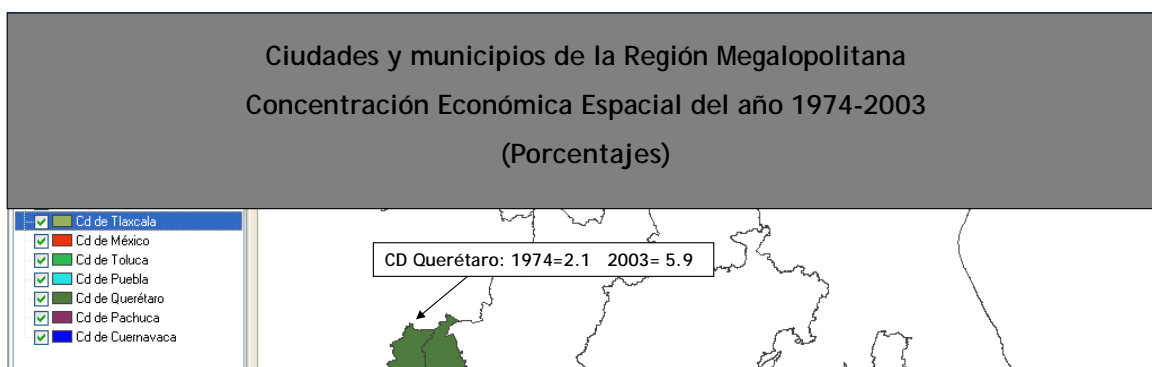 Ciudades y municipios de la Región Megalopolitana
Concentración Económica Espacial del año 1974-2003
(Porcentajes)
Cd de Tlaxcala
Cd de México
Cd de Toluca
Cd de Puebla
Cd de Querétaro
Cd de Pachuca
Cd de Cuernavaca
CD Querétaro: 1974=2.1 2003= 5.9